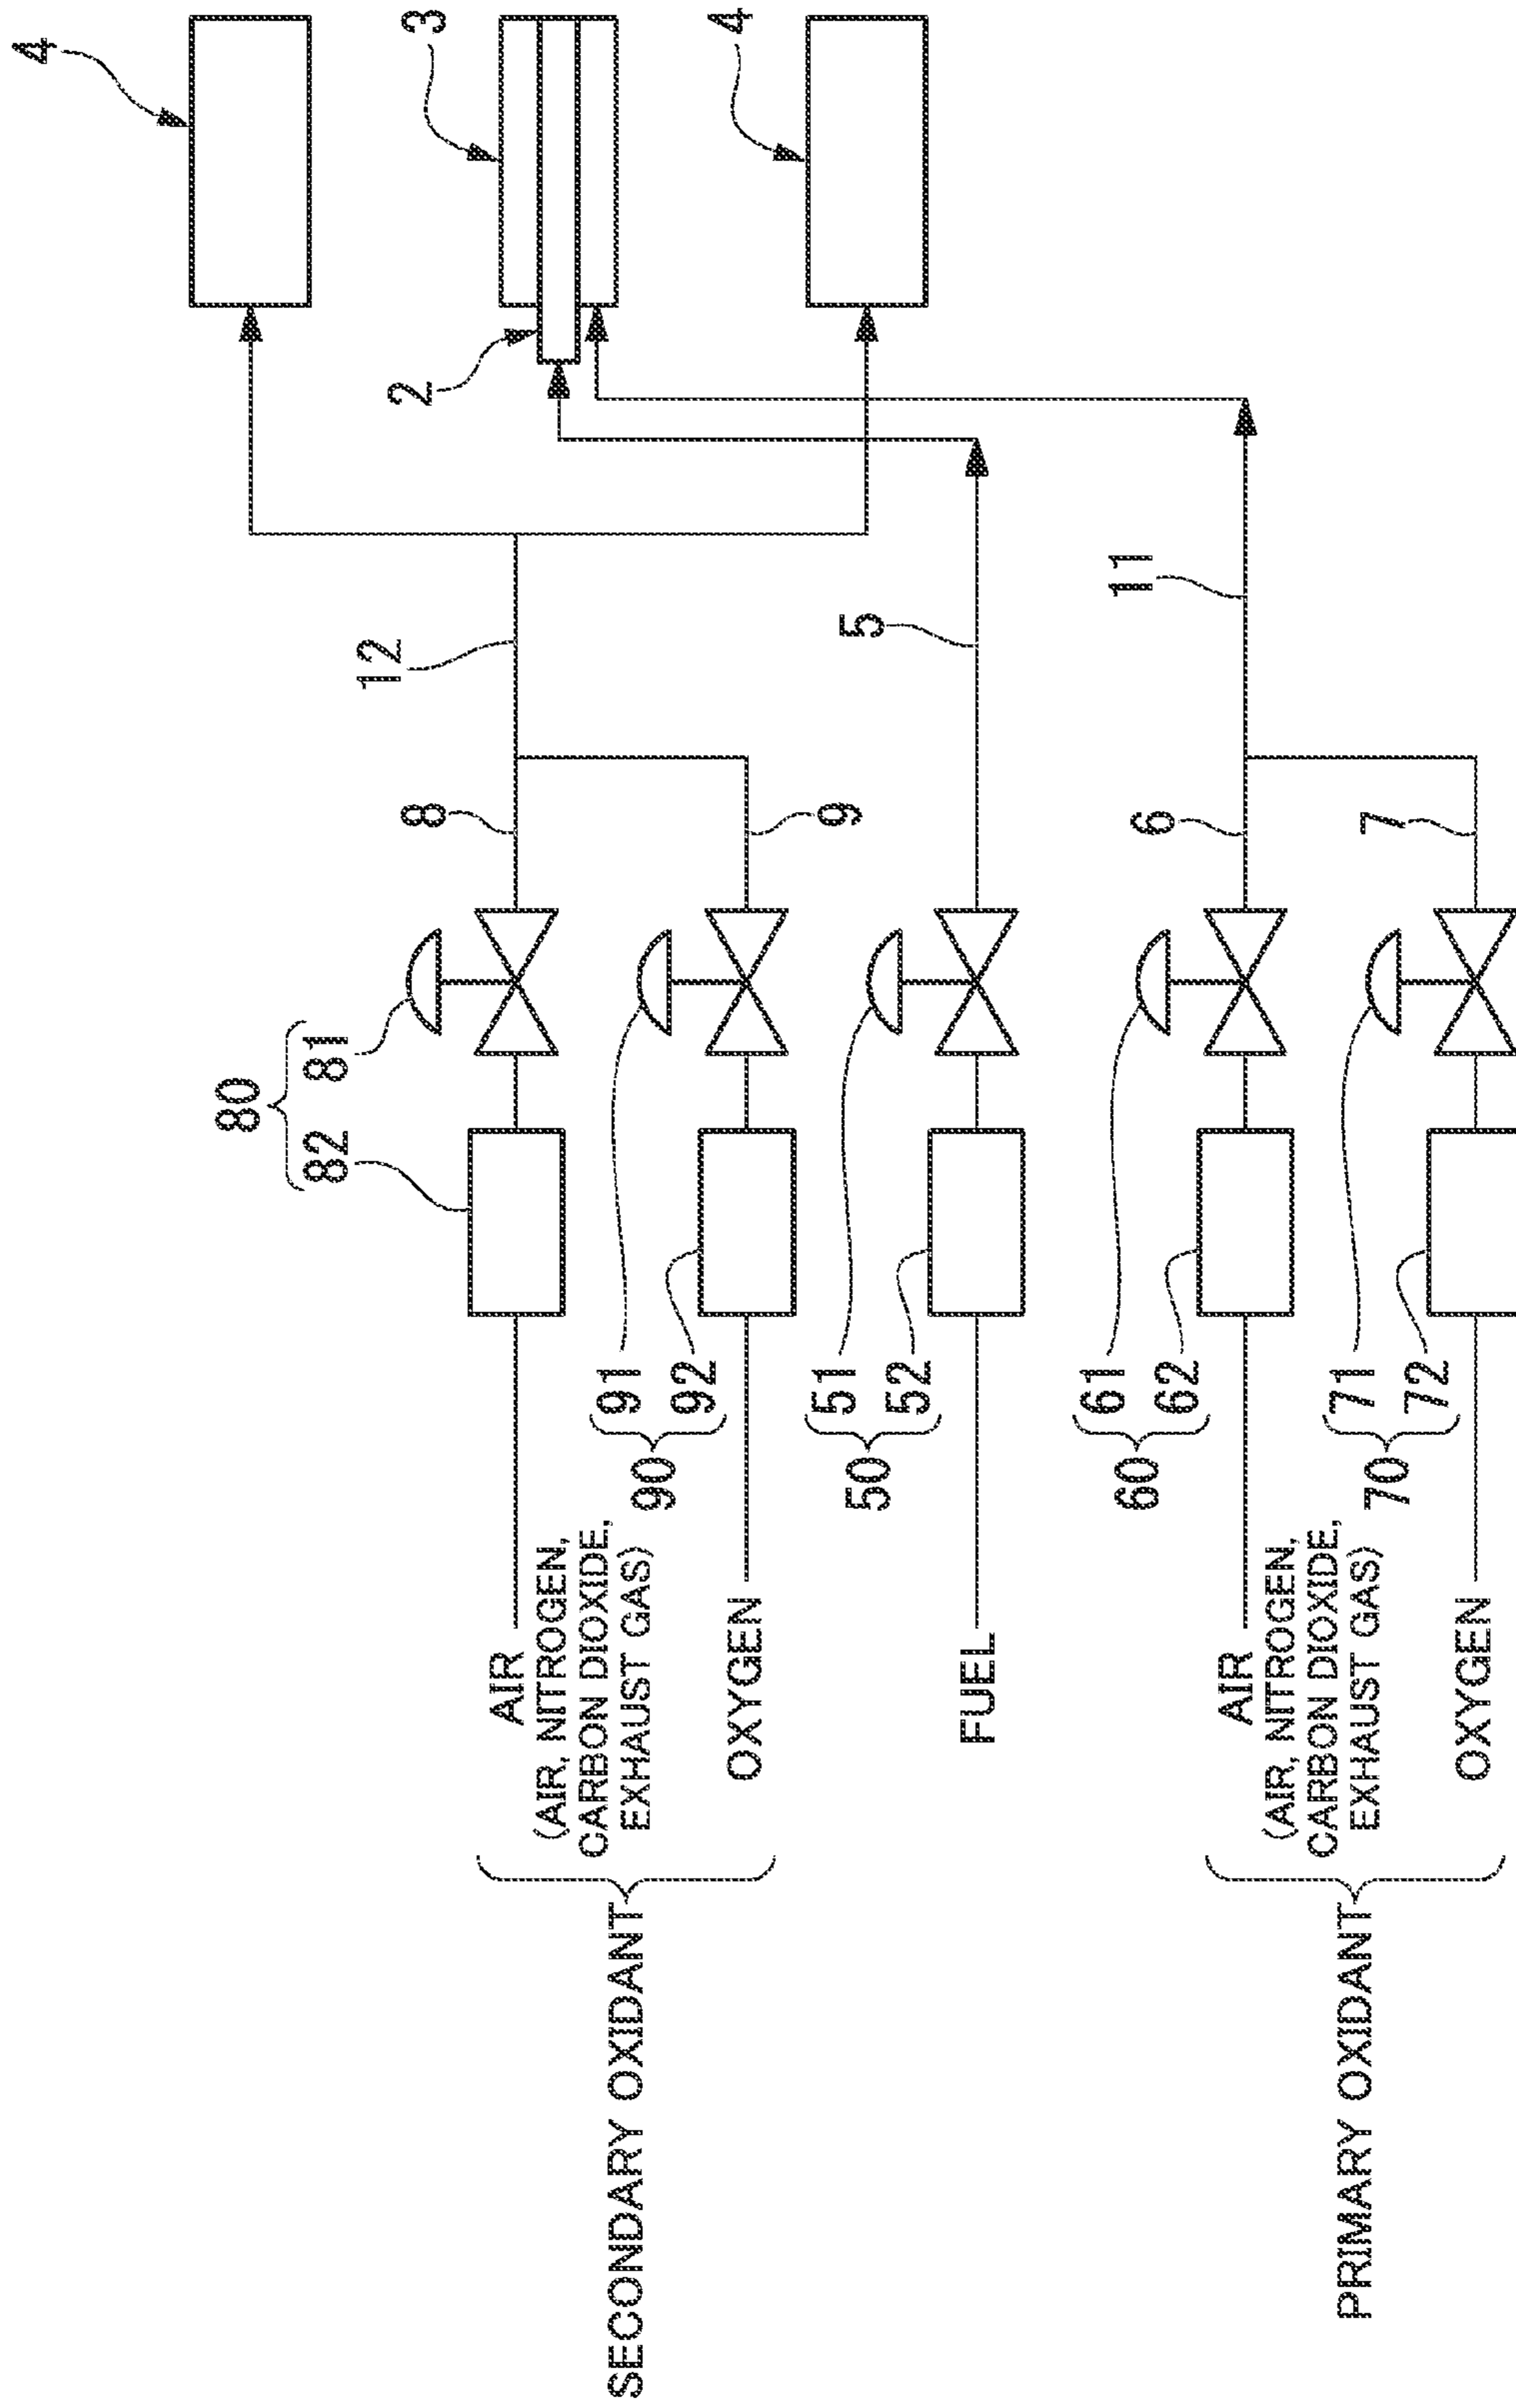 4
80
82 81
12
2
8
3
SECONDARY OXIDANT
AIR
(AIR, NITROGEN,
CARBON DIOXIDE,
EXHAUST GAS)
90
91
92
OXYGEN
4
9
5
50
51
52
FUEL
60
61
62
6
11
PRIMARY OXIDANT
AIR
(AIR, NITROGEN,
CARBON DIOXIDE,
EXHAUST GAS)
70
71
72
7
OXYGEN